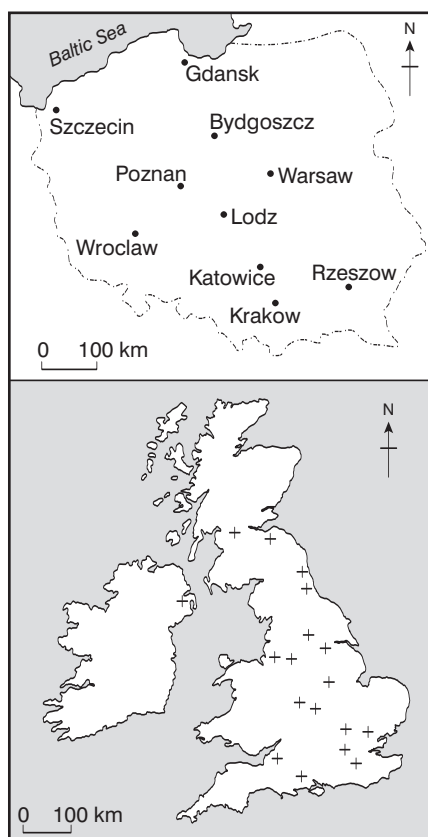 Baltic Sea
N
Gdansk
Szczecin
Bydgoszcz
Poznan
Warsaw
Lodz
Wroclaw
Katowice
Rzeszow
Krakow
0 100 km
N
0 100 km